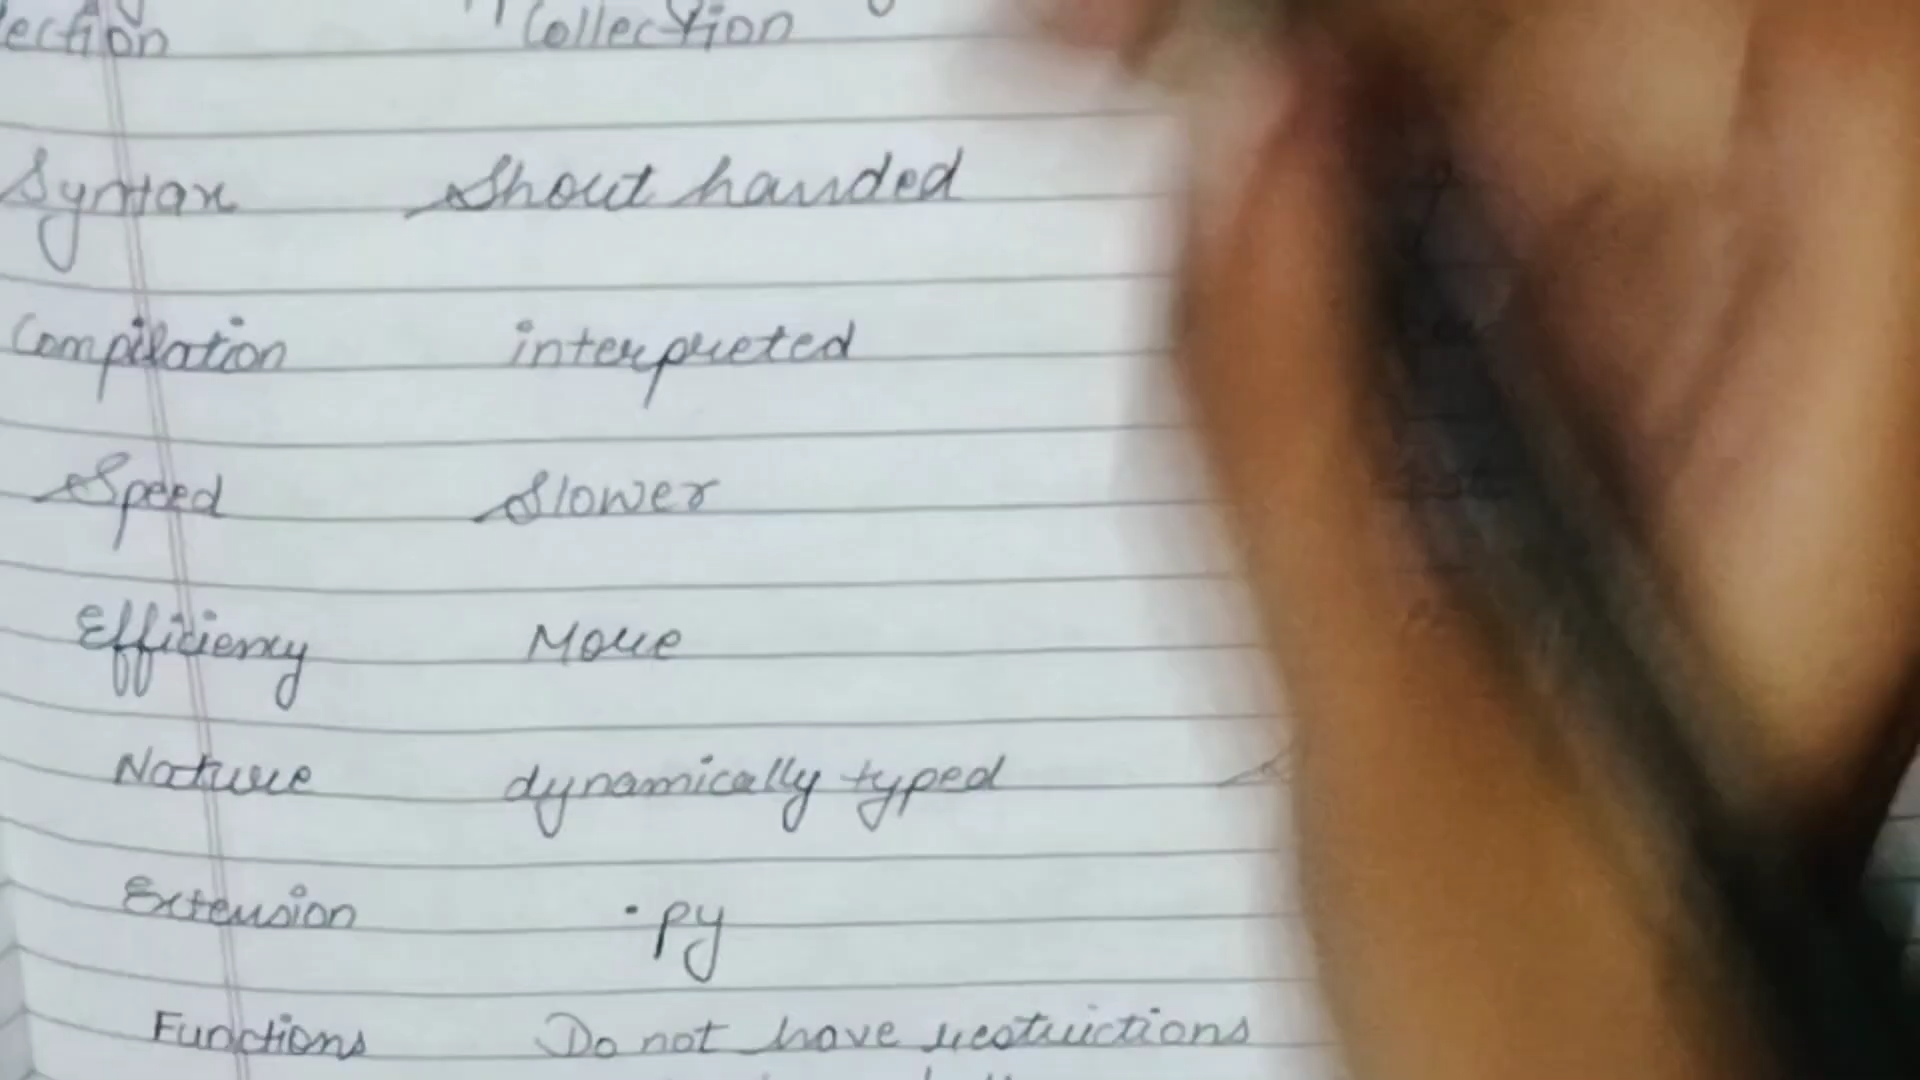 ection Collection
Syntax Short handed
Compilation interpreted
Speed Slower
Efficiency More
Nature dynamically typed
Extension .py
Functions Do not have restrictions